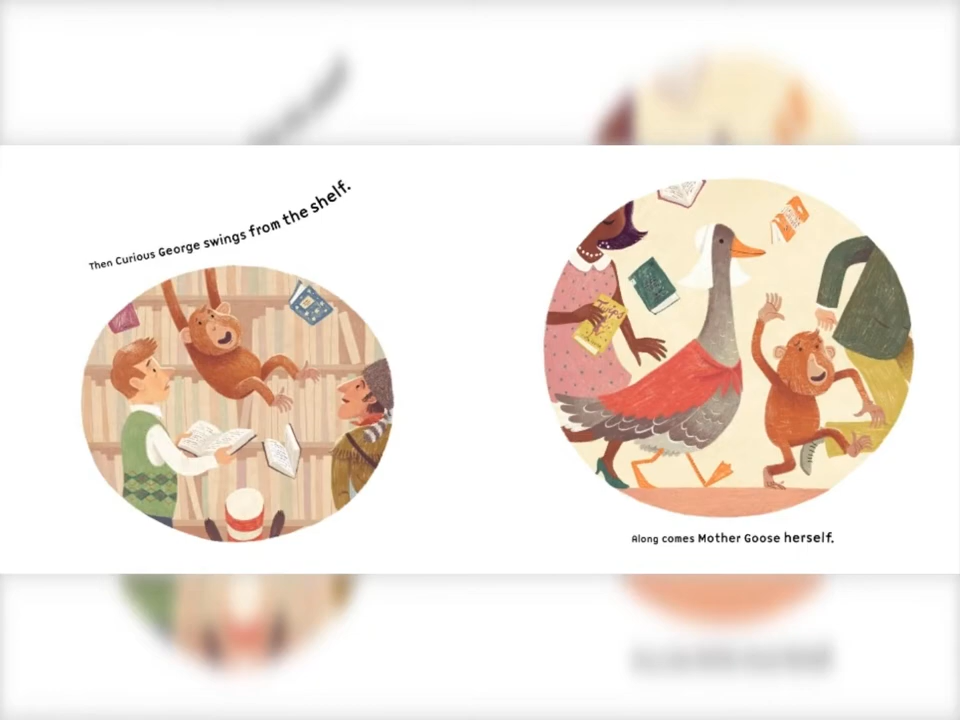 Then Curious George swings from the shelf.
Along comes Mother Goose herself.